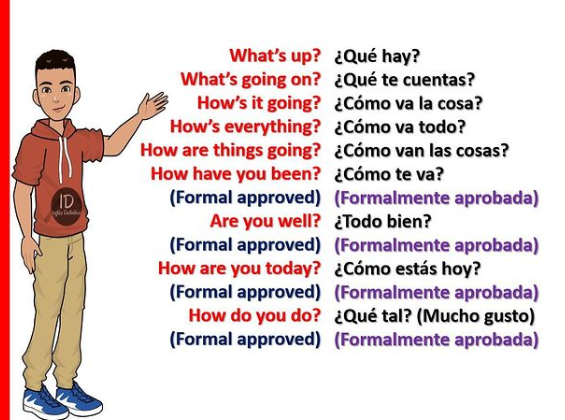 What's up? ¿Qué hay?
What's going on? ¿Qué te cuentas?
How's it going? ¿Cómo va la cosa?
How's everything? ¿Cómo va todo?
How are things going? ¿Cómo van las cosas?
How have you been? ¿Cómo te va?
(Formal approved) (Formalmente aprobada)
Are you well? ¿Todo bien?
(Formal approved) (Formalmente aprobada)
How are you today? ¿Cómo estás hoy?
(Formal approved) (Formalmente aprobada)
How do you do? ¿Qué tal? (Mucho gusto)
(Formal approved) (Formalmente aprobada)
ID